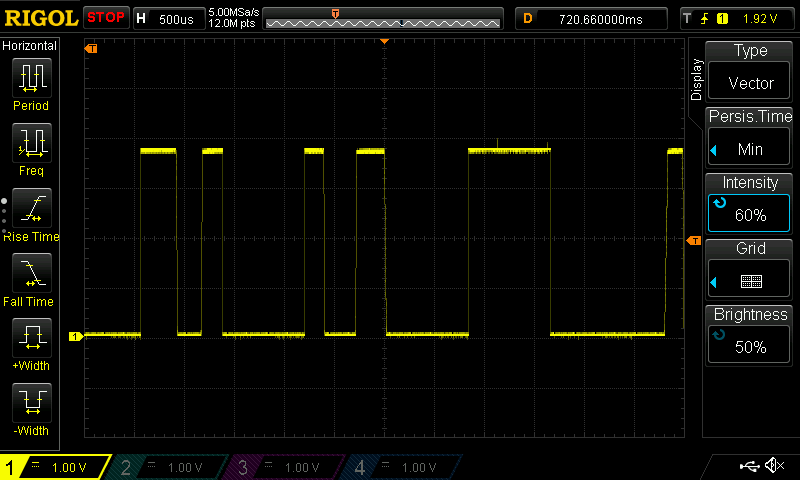 RIGOL STOP H 500us 5.00MSa/s 12.0M pts T D 720.660000ms T 1 1.92 V
Horizontal
Period
Freq
Rise Time
Fall Time
+Width
-Width
T
T
1
Display
Type
Vector
Persis.Time
Min
Intensity
60%
Grid
Brightness
50%
1 1.00 V 2 1.00 V 3 1.00 V 4 1.00 V